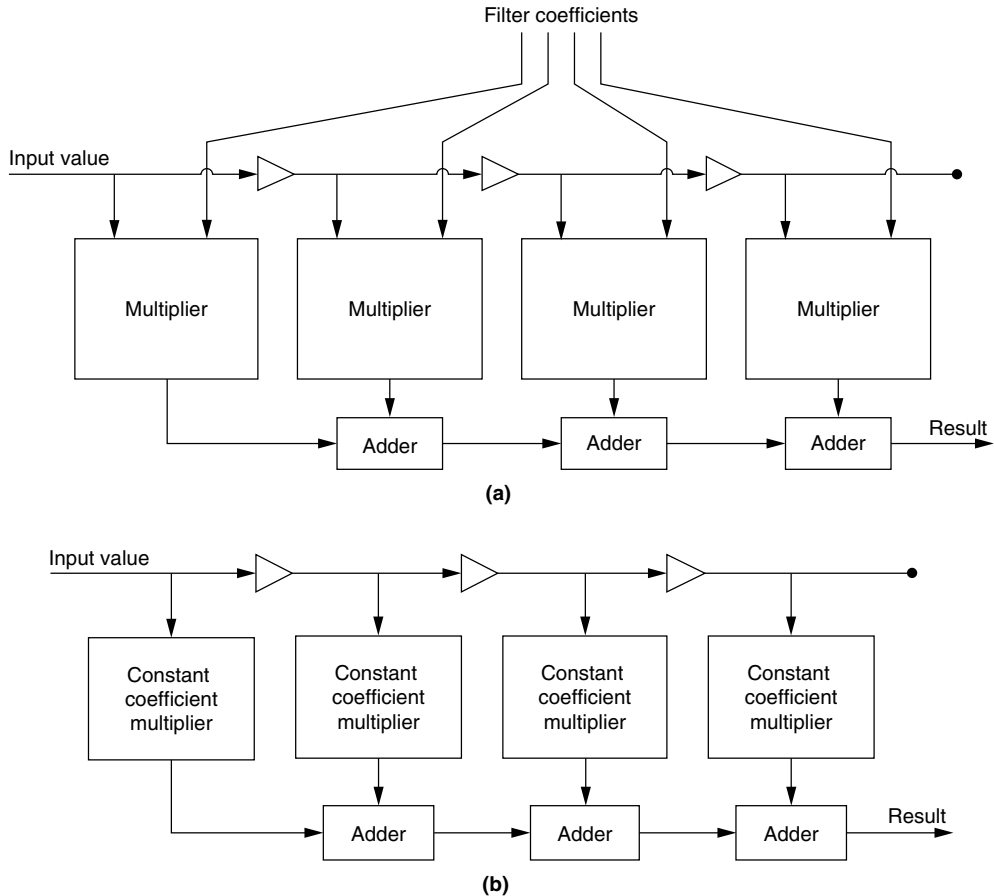 Filter coefficients
Input value
Multiplier
Multiplier
Multiplier
Multiplier
Adder
Adder
Adder
Result
(a)
Input value
Constant
coefficient
multiplier
Constant
coefficient
multiplier
Constant
coefficient
multiplier
Constant
coefficient
multiplier
Adder
Adder
Adder
Result
(b)